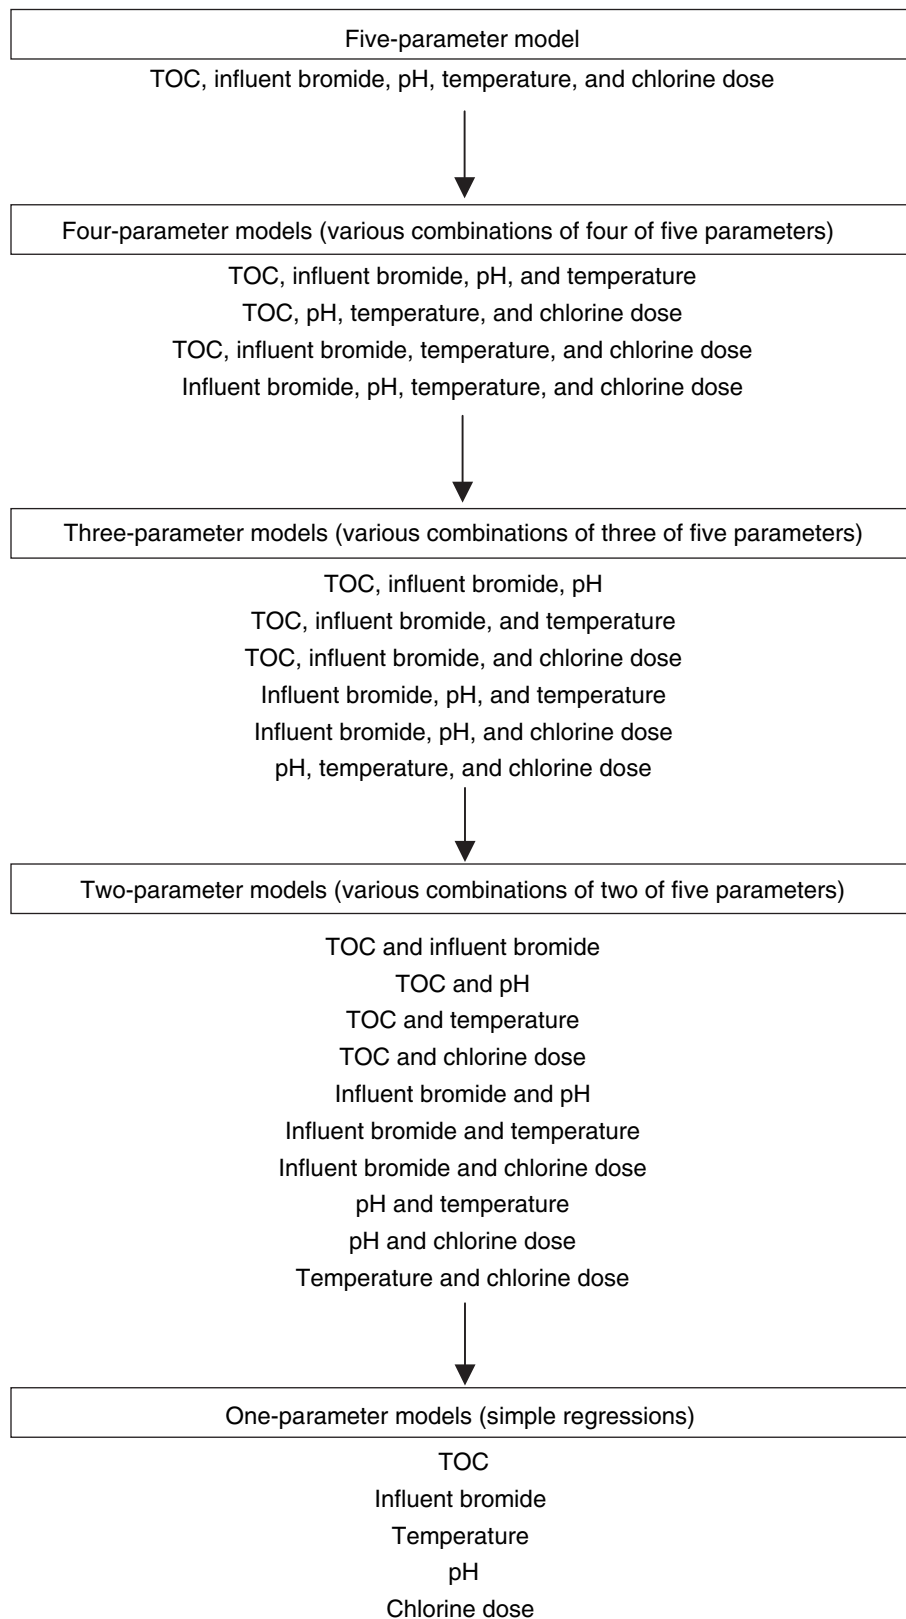 Five-parameter model
TOC, influent bromide, pH, temperature, and chlorine dose
Four-parameter models (various combinations of four of five parameters)
TOC, influent bromide, pH, and temperature
TOC, pH, temperature, and chlorine dose
TOC, influent bromide, temperature, and chlorine dose
Influent bromide, pH, temperature, and chlorine dose
Three-parameter models (various combinations of three of five parameters)
TOC, influent bromide, pH
TOC, influent bromide, and temperature
TOC, influent bromide, and chlorine dose
Influent bromide, pH, and temperature
Influent bromide, pH, and chlorine dose
pH, temperature, and chlorine dose
Two-parameter models (various combinations of two of five parameters)
TOC and influent bromide
TOC and pH
TOC and temperature
TOC and chlorine dose
Influent bromide and pH
Influent bromide and temperature
Influent bromide and chlorine dose
pH and temperature
pH and chlorine dose
Temperature and chlorine dose
One-parameter models (simple regressions)
TOC
Influent bromide
Temperature
pH
Chlorine dose